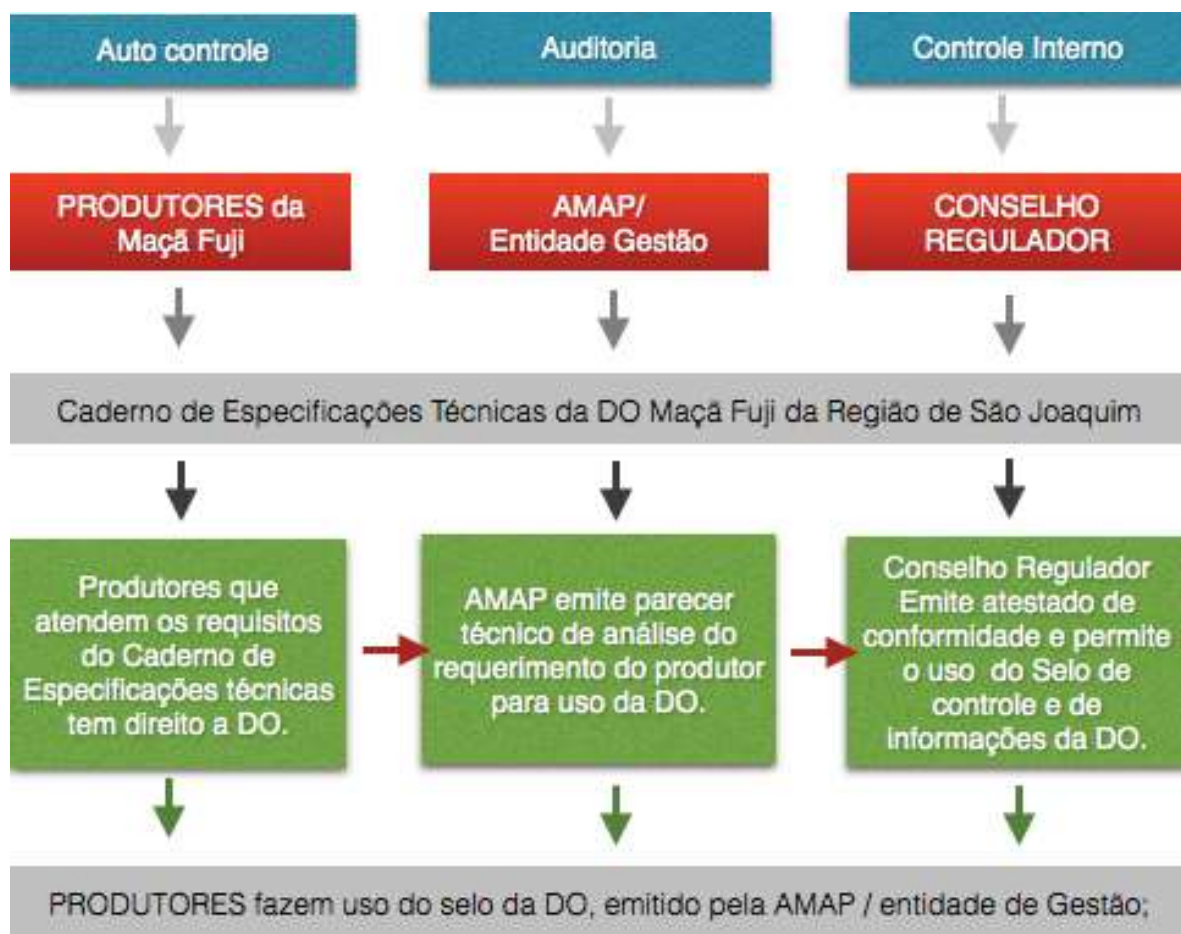 Auto controle
Auditoria
Controle Interno
PRODUTORES da
Maçã Fuji
AMAP/
Entidade Gestão
CONSELHO
REGULADOR
Caderno de Especificações Técnicas da DO Maçã Fuji da Região de São Joaquim
Produtores que
atendem os requisitos
do Caderno de
Especificações técnicas
tem direito a DO.
AMAP emite parecer
técnico de análise do
requerimento do produtor
para uso da DO.
Conselho Regulador
Emite atestado de
conformidade e permite
o uso do Selo de
controle e de
informações da DO.
PRODUTORES fazem uso do selo da DO, emitido pela AMAP / entidade de Gestão;